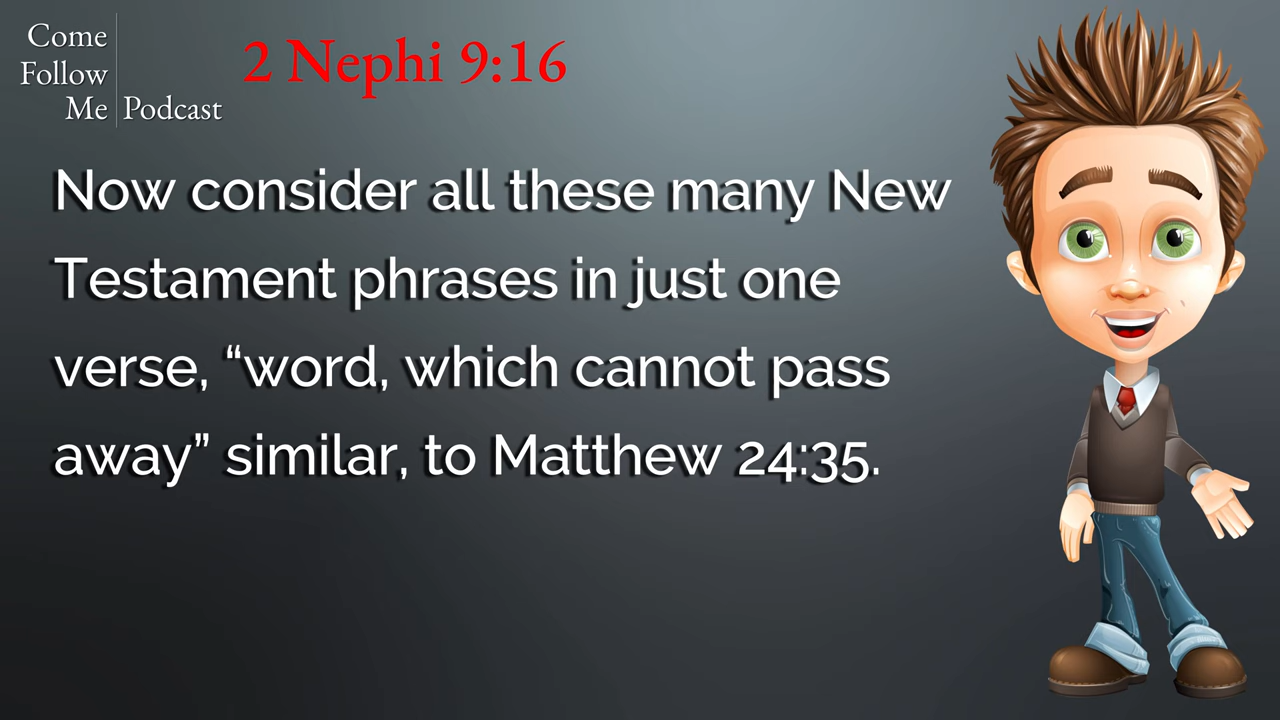 Come
Follow
Me Podcast
2 Nephi 9:16
Now consider all these many New
Testament phrases in just one
verse, “word, which cannot pass
away” similar, to Matthew 24:35.